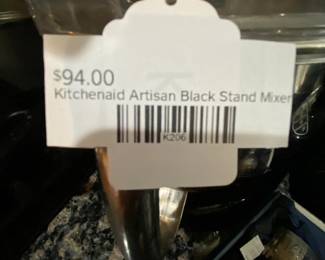 $94.00
Kitchenaid Artisan Black Stand Mixer
K206